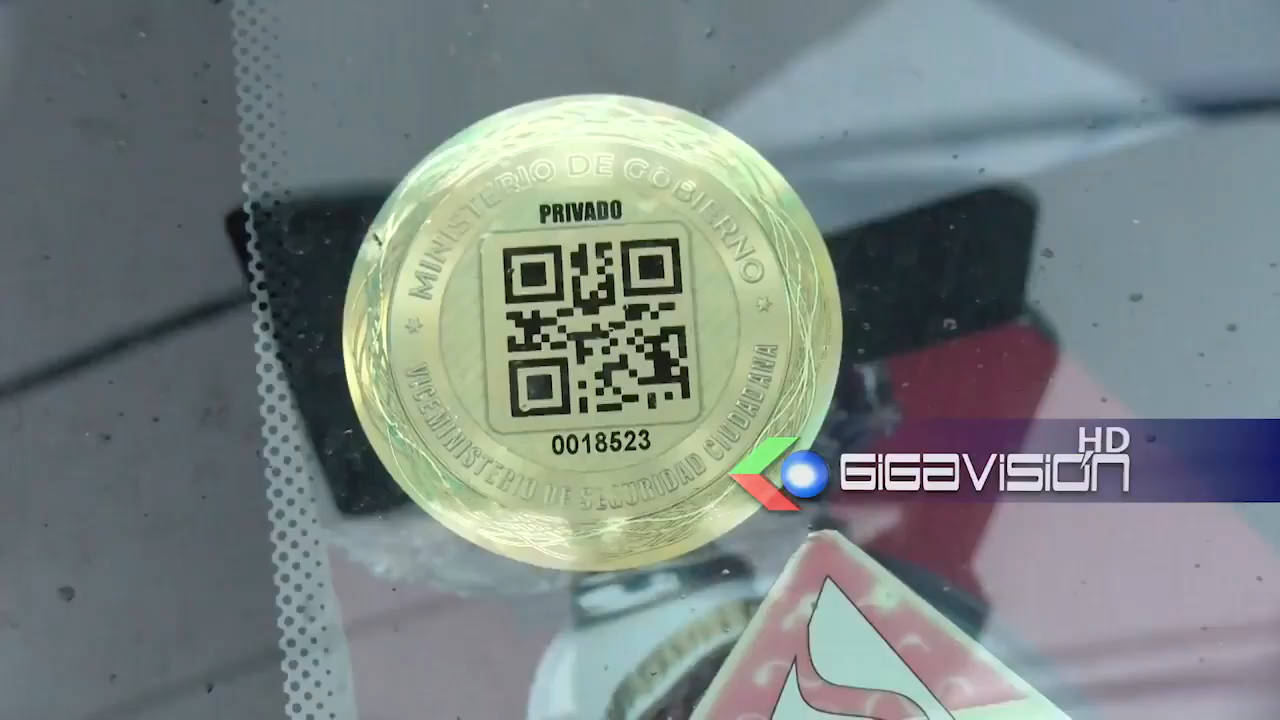 MINISTERIO DE GOBIERNO
PRIVADO
0018523
VICEMINISTERIO DE SEGURIDAD CIUDADANA
GIGAVISIÓN
HD